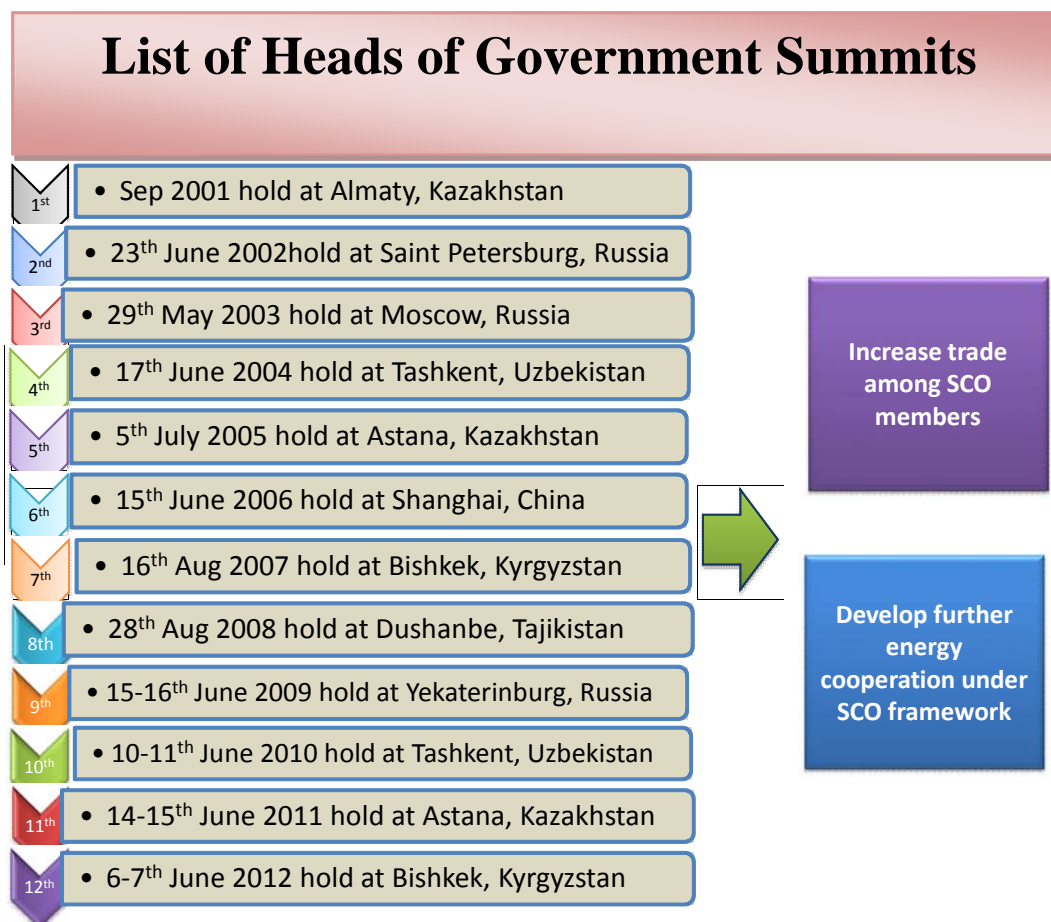 List of Heads of Government Summits
1st
• Sep 2001 hold at Almaty, Kazakhstan
2nd
• 23th June 2002hold at Saint Petersburg, Russia
3rd
• 29th May 2003 hold at Moscow, Russia
4th
• 17th June 2004 hold at Tashkent, Uzbekistan
5th
• 5th July 2005 hold at Astana, Kazakhstan
6th
• 15th June 2006 hold at Shanghai, China
7th
• 16th Aug 2007 hold at Bishkek, Kyrgyzstan
8th
• 28th Aug 2008 hold at Dushanbe, Tajikistan
9th
• 15-16th June 2009 hold at Yekaterinburg, Russia
10th
• 10-11th June 2010 hold at Tashkent, Uzbekistan
11th
• 14-15th June 2011 hold at Astana, Kazakhstan
12th
• 6-7th June 2012 hold at Bishkek, Kyrgyzstan
Increase trade
among SCO
members
Develop further
energy
cooperation under
SCO framework